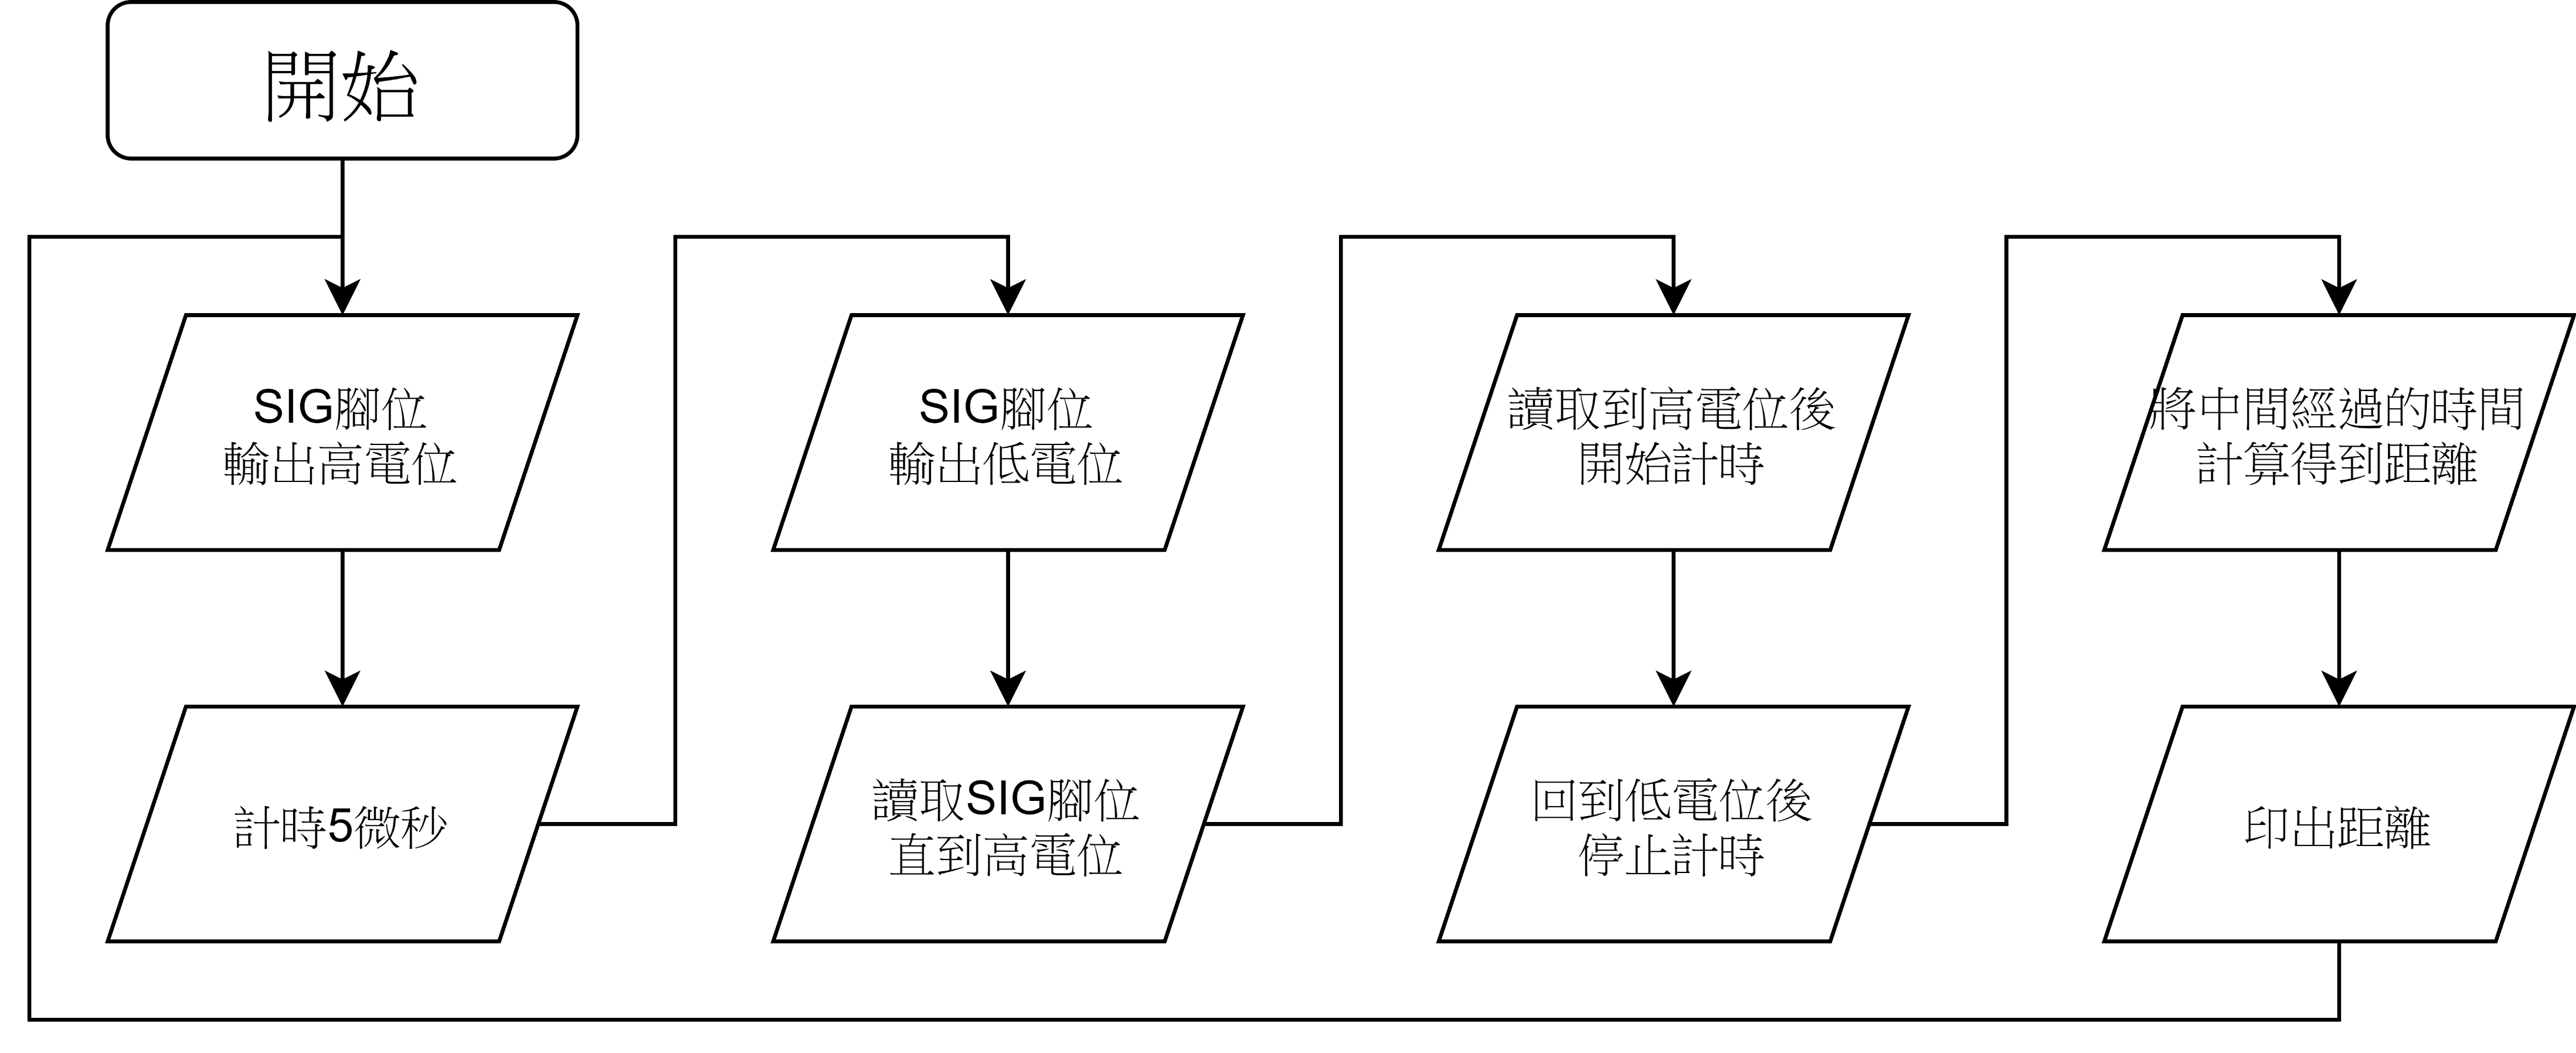 開始
SIG腳位
輸出高電位
計時5微秒
SIG腳位
輸出低電位
讀取SIG腳位
直到高電位
讀取到高電位後
開始計時
回到低電位後
停止計時
將中間經過的時間
計算得到距離
印出距離